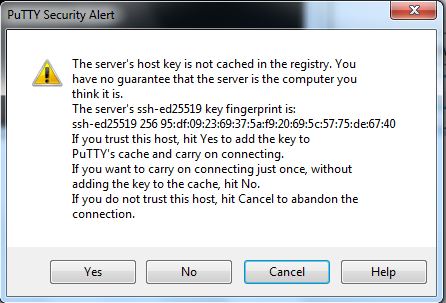 PuTTY Security Alert
The server's host key is not cached in the registry. You
have no guarantee that the server is the computer you
think it is.
The server's ssh-ed25519 key fingerprint is:
ssh-ed25519 256 95:df:09:23:69:37:5a:f9:20:69:5c:57:75:de:67:40
If you trust this host, hit Yes to add the key to
PuTTY's cache and carry on connecting.
If you want to carry on connecting just once, without
adding the key to the cache, hit No.
If you do not trust this host, hit Cancel to abandon the
connection.
Yes No Cancel Help